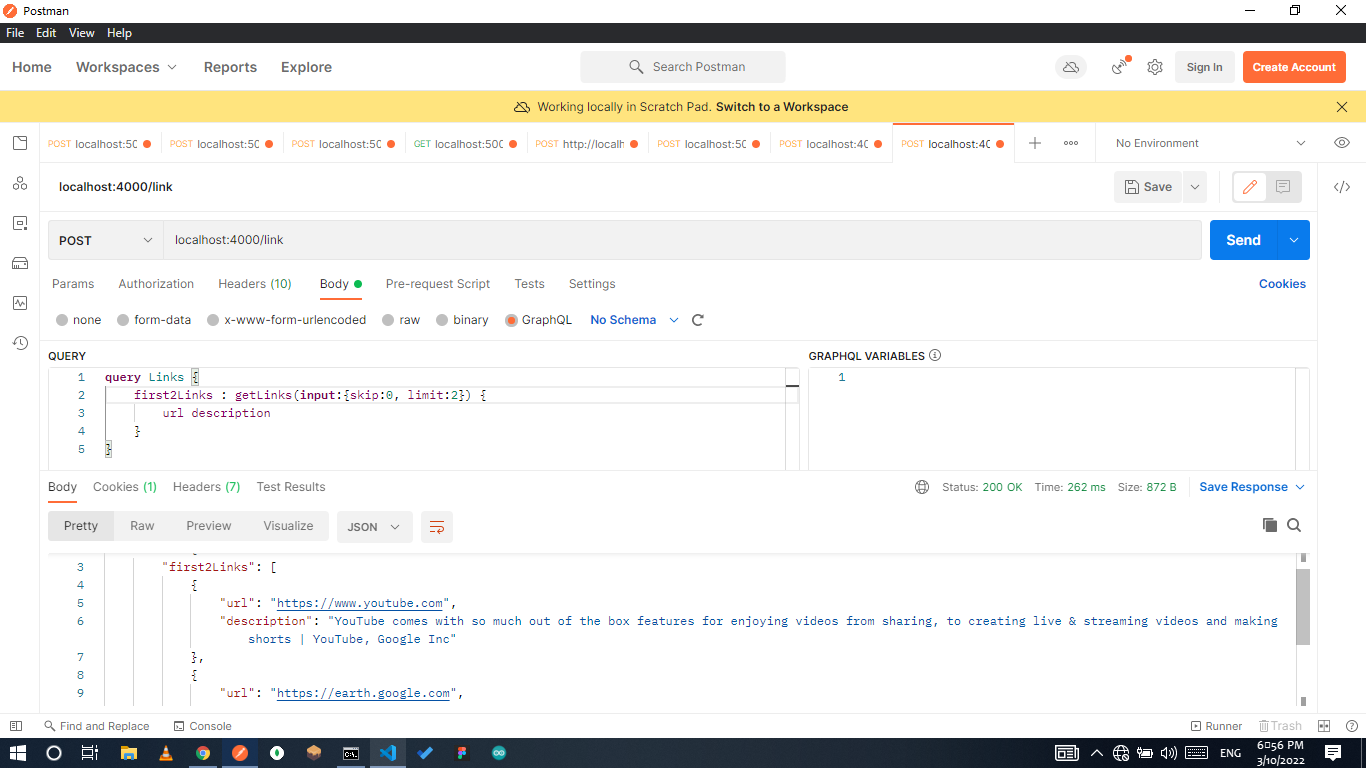 Postman
File Edit View Help
Home Workspaces Reports Explore Search Postman Sign In Create Account
Working locally in Scratch Pad. Switch to a Workspace
POST localhost:50 POST localhost:50 POST localhost:50 GET localhost:500 POST http://localh POST localhost:50 POST localhost:40 POST localhost:40 No Environment
localhost:4000/link Save
POST localhost:4000/link Send
Params Authorization Headers (10) Body Pre-request Script Tests Settings Cookies
none form-data x-www-form-urlencoded raw binary GraphQL No Schema
QUERY GRAPHQL VARIABLES
1 query Links { 1
2 first2Links : getLinks(input:{skip:0, limit:2}) {
3 url description
4 }
5 }
Body Cookies (1) Headers (7) Test Results Status: 200 OK Time: 262 ms Size: 872 B Save Response
Pretty Raw Preview Visualize JSON
3 "first2Links": [
4 {
5 "url": "https://www.youtube.com",
6 "description": "YouTube comes with so much out of the box features for enjoying videos from sharing, to creating live & streaming videos and making
shorts | YouTube, Google Inc"
7 },
8 {
9 "url": "https://earth.google.com",
Find and Replace Console Runner Trash
ENG 6:56 PM
3/10/2022